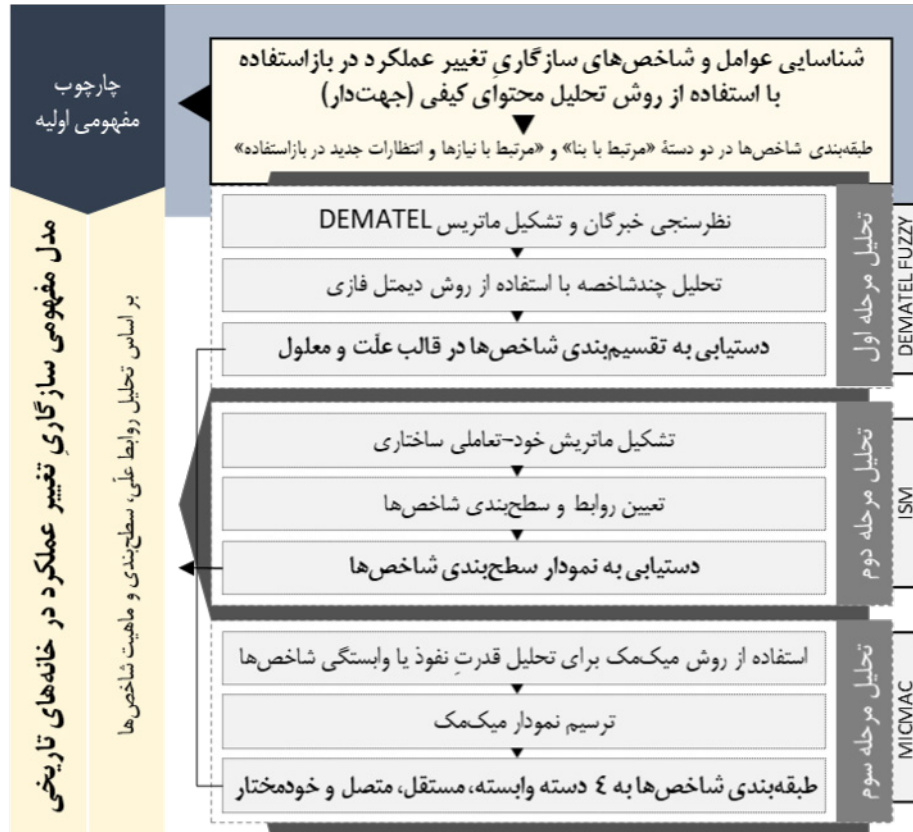 شناسایی عوامل و شاخص‌های سازگاریِ تغییر عملکرد در بازاستفاده
با استفاده از روش تحلیل محتوای کیفی (جهت‌دار)
طبقه‌بندی شاخص‌ها در دو دستهٔ «مرتبط با بنا» و «مرتبط با نیازها و انتظارات جدید در بازاستفاده»
چارچوب
مفهومی اولیه
DEMATEL FUZZY
تحلیل مرحله اول
نظرسنجی خبرگان و تشکیل ماتریس DEMATEL
تحلیل چندشاخصه با استفاده از روش دیمتل فازی
دستیابی به تقسیم‌بندی شاخص‌ها در قالب علّت و معلول
ISM
تحلیل مرحله دوم
تشکیل ماتریش خود-تعاملی ساختاری
تعیین روابط و سطح‌بندی شاخص‌ها
دستیابی به نمودار سطح‌بندی شاخص‌ها
MICMAC
تحلیل مرحله سوم
استفاده از روش میک‌مک برای تحلیل قدرتِ نفوذ یا وابستگی شاخص‌ها
ترسیم نمودار میک‌مک
طبقه‌بندی شاخص‌ها به ٤ دسته وابسته، مستقل، متصل و خودمختار
بر اساس تحلیل روابط علّی، سطح‌بندی و ماهیت شاخص‌ها
مدل مفهومی سازگاریِ تغییر عملکرد در خانه‌های تاریخی